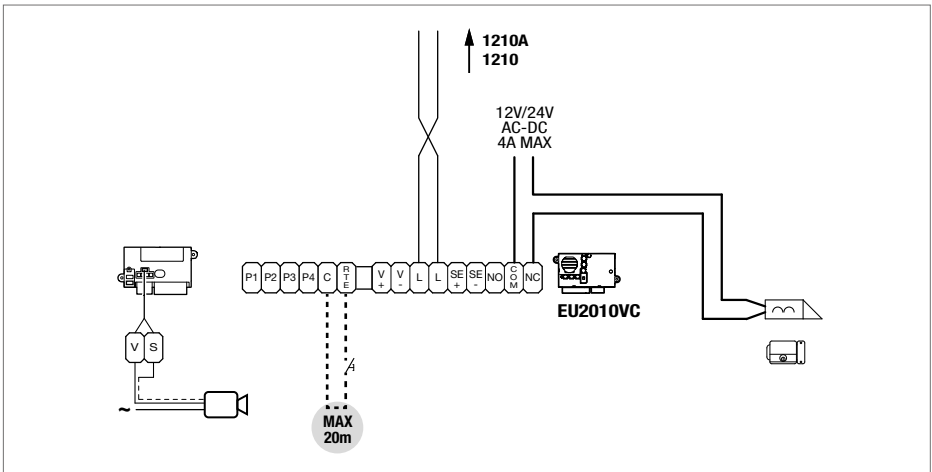 1210A
1210
12V/24V
AC-DC
4A MAX
P1 P2 P3 P4 C RTE V+ V- L L SE+ SE- NO COM NC
EU2010VC
V S
~
MAX
20m